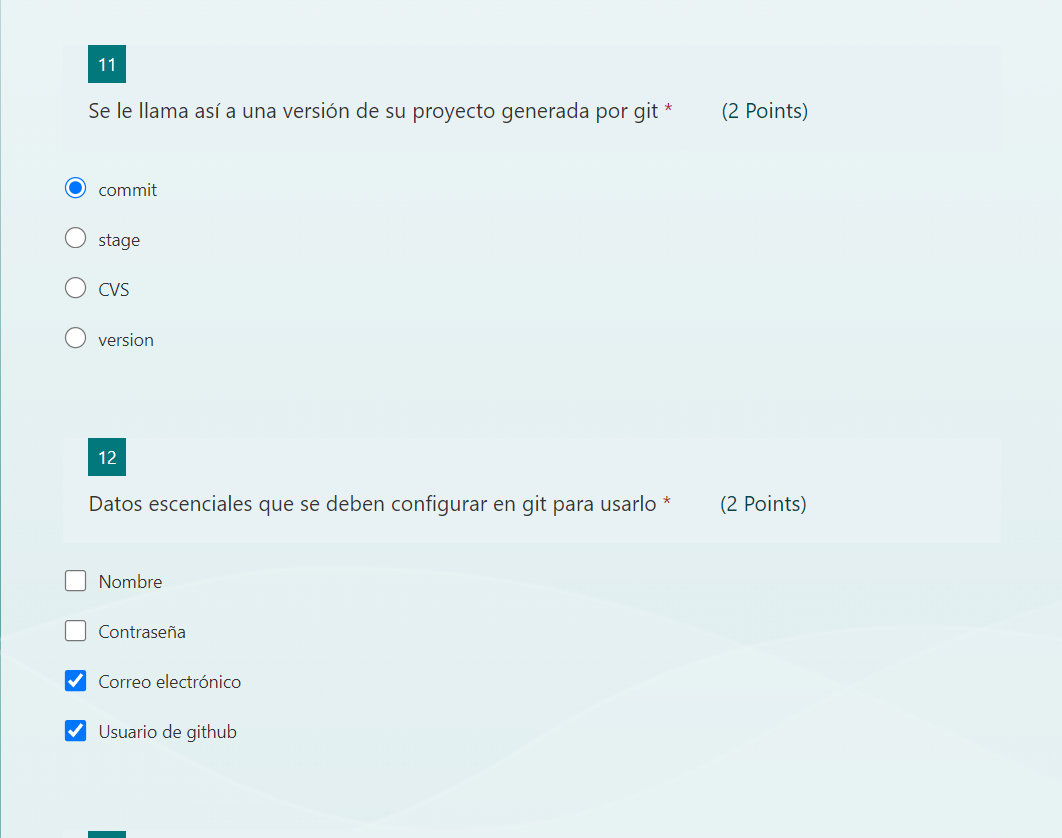 11
Se le llama así a una versión de su proyecto generada por git * (2 Points)
commit
stage
CVS
version
12
Datos escenciales que se deben configurar en git para usarlo * (2 Points)
Nombre
Contraseña
Correo electrónico
Usuario de github